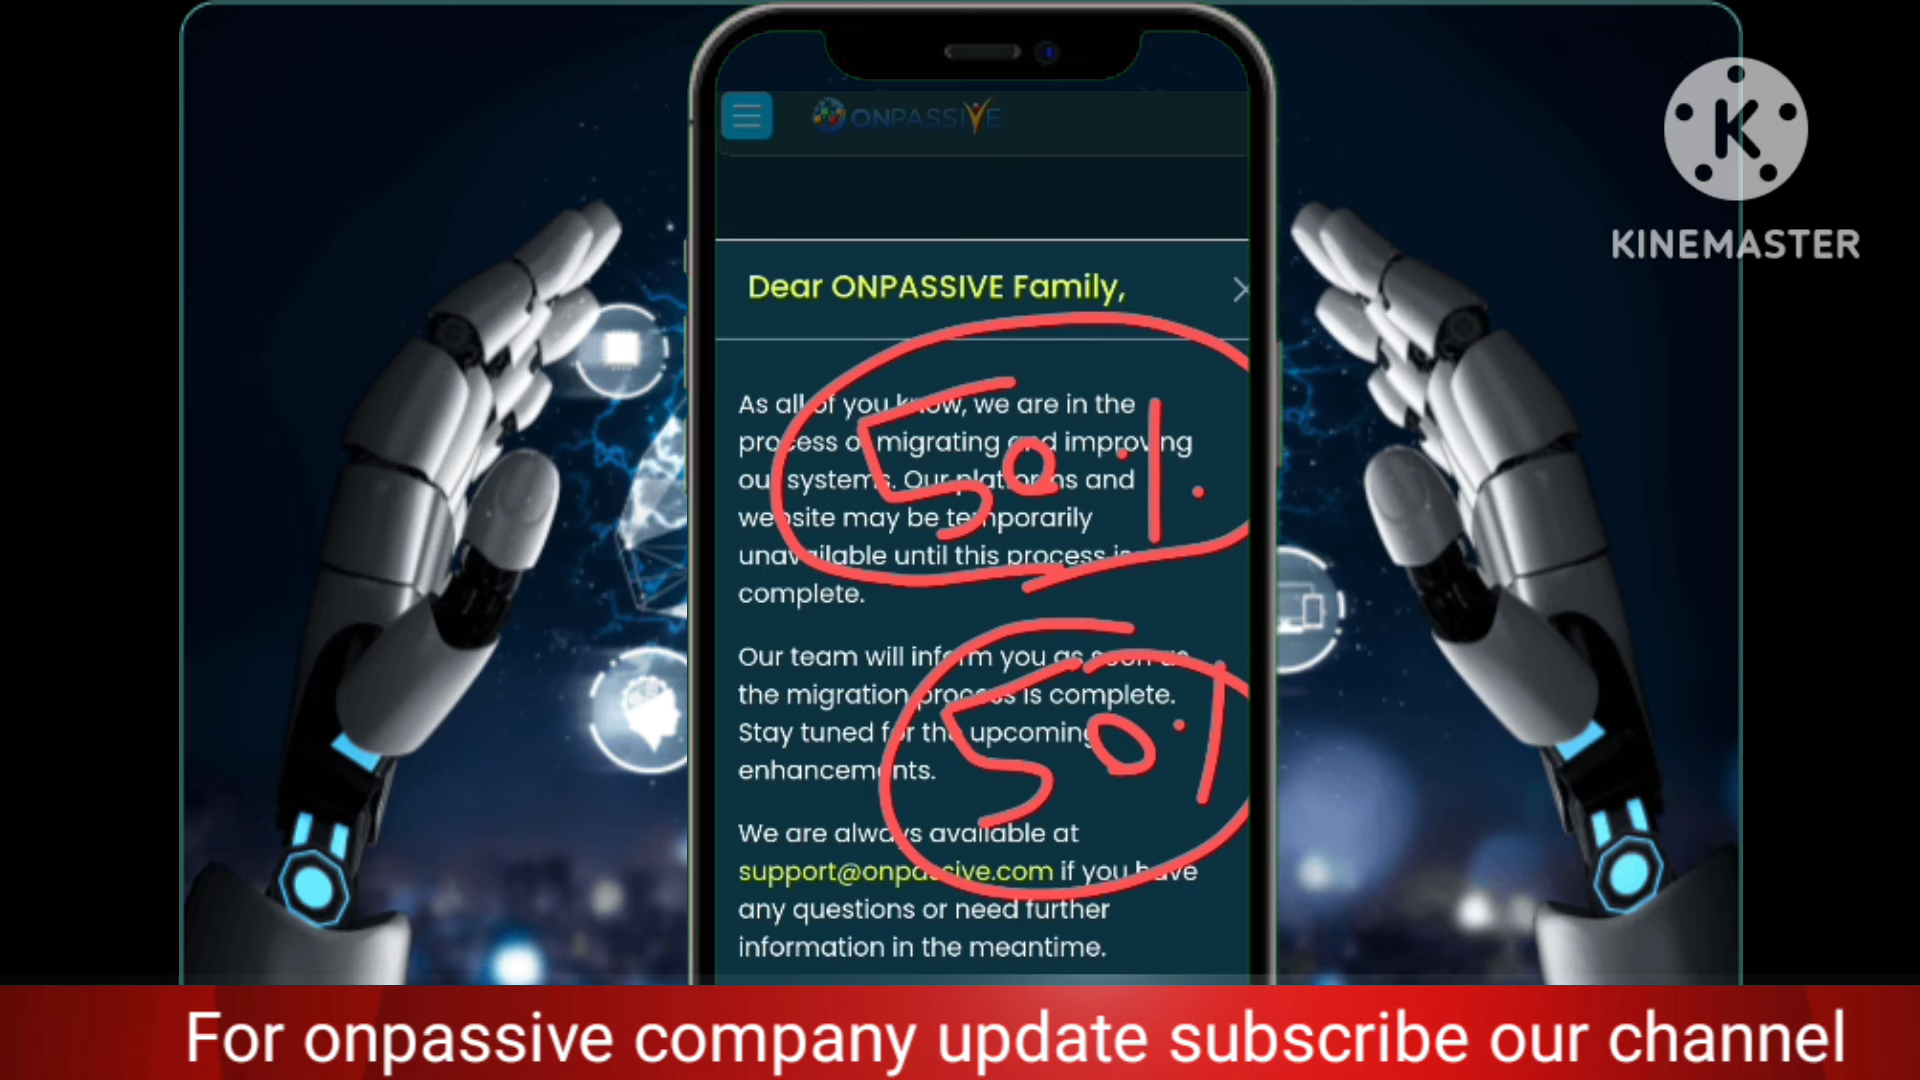 ONPASSIVE
K
KINEMASTER
Dear ONPASSIVE Family,
As all of you know, we are in the
process of migrating and improving
our systems. Our platforms and
website may be temporarily
unavailable until this process is
complete.
50%
Our team will inform you as soon as
the migration process is complete.
Stay tuned for the upcoming
enhancements.
50%
We are always available at
support@onpassive.com if you have
any questions or need further
information in the meantime.
For onpassive company update subscribe our channel